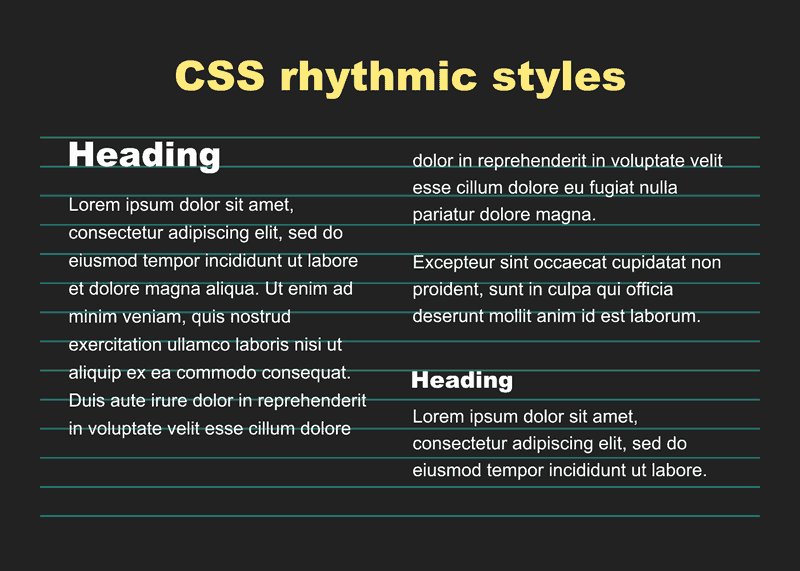 CSS rhythmic styles
Heading
Lorem ipsum dolor sit amet,
consectetur adipiscing elit, sed do
eiusmod tempor incididunt ut labore
et dolore magna aliqua. Ut enim ad
minim veniam, quis nostrud
exercitation ullamco laboris nisi ut
aliquip ex ea commodo consequat.
Duis aute irure dolor in reprehenderit
in voluptate velit esse cillum dolore
dolor in reprehenderit in voluptate velit
esse cillum dolore eu fugiat nulla
pariatur dolore magna.
Excepteur sint occaecat cupidatat non
proident, sunt in culpa qui officia
deserunt mollit anim id est laborum.
Heading
Lorem ipsum dolor sit amet,
consectetur adipiscing elit, sed do
eiusmod tempor incididunt ut labore.